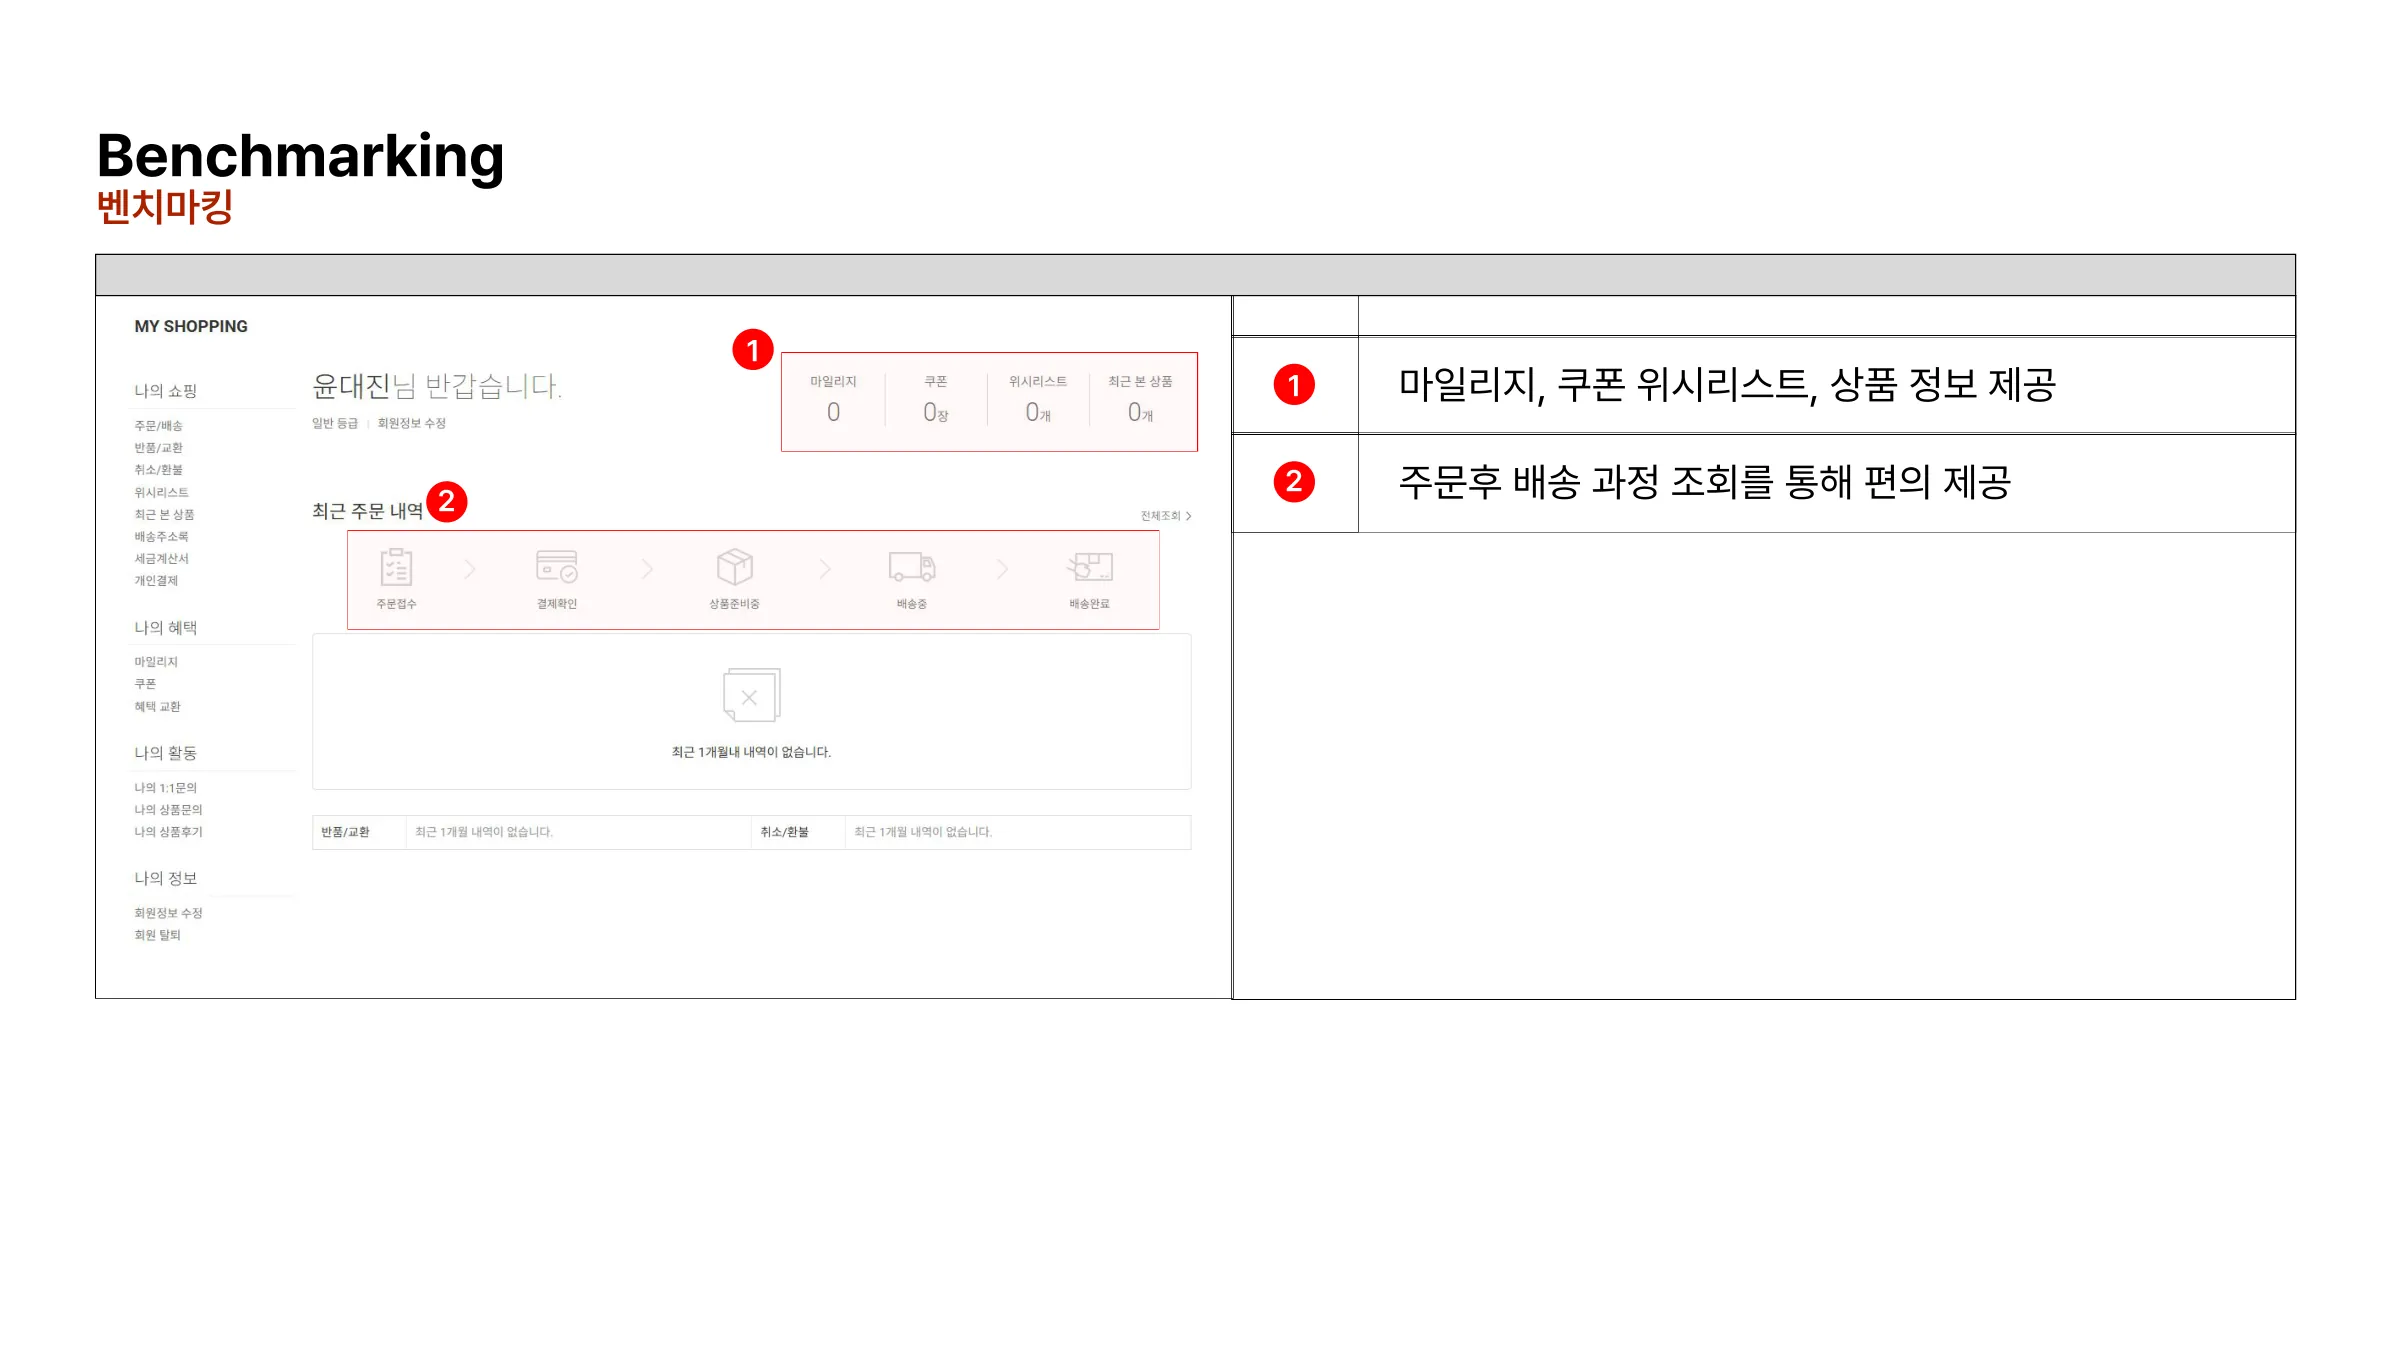 Benchmarking
벤치마킹
MY SHOPPING
나의 쇼핑
주문/배송
반품/교환
취소/환불
위시리스트
최근 본 상품
배송주소록
세금계산서
개인결제
나의 혜택
마일리지
쿠폰
혜택 교환
나의 활동
나의 1:1문의
나의 상품문의
나의 상품후기
나의 정보
회원정보 수정
회원 탈퇴
윤대진님 반갑습니다.
일반 등급 | 회원정보 수정
1
마일리지 쿠폰 위시리스트 최근 본 상품
0 0장 0개 0개
최근 주문 내역 2
전체조회 >
주문접수 결제확인 상품준비중 배송중 배송완료
최근 1개월내 내역이 없습니다.
반품/교환 최근 1개월 내역이 없습니다. 취소/환불 최근 1개월 내역이 없습니다.
1 마일리지, 쿠폰 위시리스트, 상품 정보 제공
2 주문후 배송 과정 조회를 통해 편의 제공